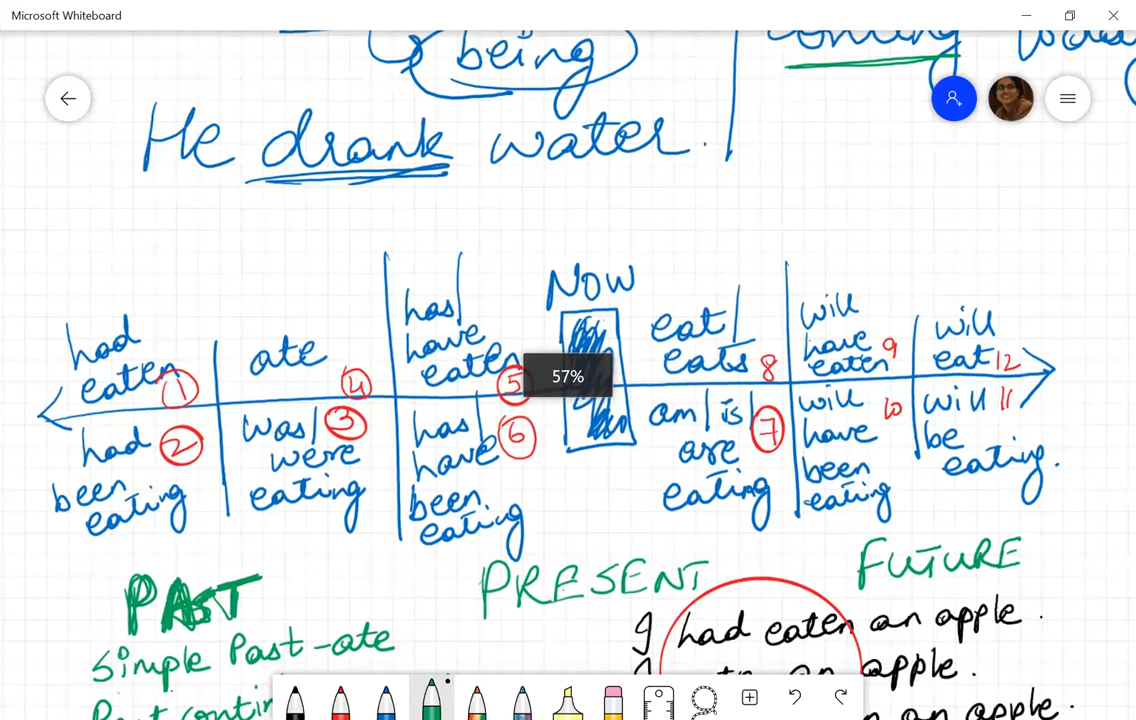 Microsoft Whiteboard
being
coming
He drank water.
NOW
had
eaten 1
ate 4
has/
have
eaten 5
57%
eat/
eats 8
will
have 9
eaten
will
eat 12
had 2
been
eating
was/ 3
were
eating
has/
have 6
been
eating
am/is/ 7
are
eating
will 10
have
been
eating
will 11
be
eating.
PAST
PRESENT
FUTURE
Simple Past - ate
I had eaten an apple.
an apple.
an apple.